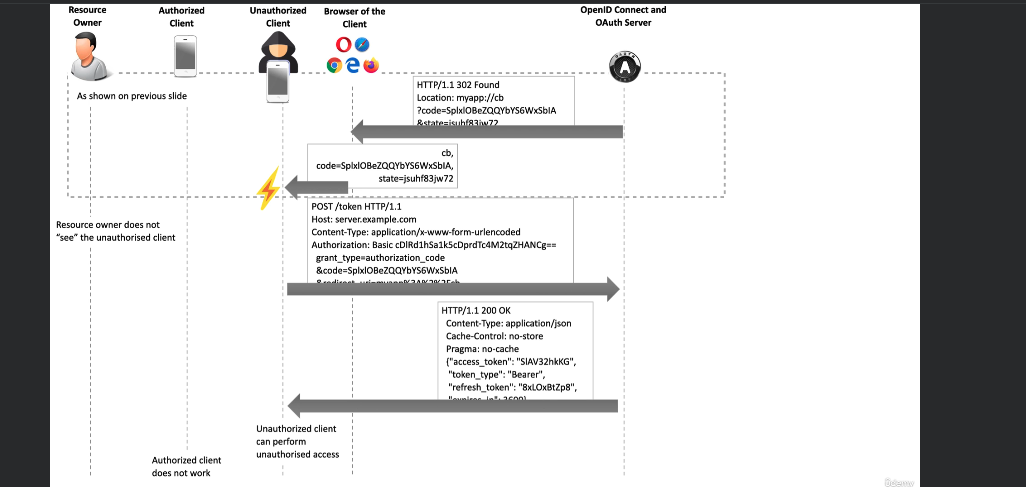 Resource
Owner
Authorized
Client
Unauthorized
Client
Browser of the
Client
OpenID Connect and
OAuth Server
As shown on previous slide
HTTP/1.1 302 Found
Location: myapp://cb
?code=SplxlOBeZQQYbYS6WxSbIA
&state=jsuhf83jw72
cb,
code=SplxlOBeZQQYbYS6WxSbIA,
state=jsuhf83jw72
Resource owner does not
"see" the unauthorised client
POST /token HTTP/1.1
Host: server.example.com
Content-Type: application/x-www-form-urlencoded
Authorization: Basic cDlRd1hSa1k5cDprdTc4M2tqZHANCg==
grant_type=authorization_code
&code=SplxlOBeZQQYbYS6WxSbIA
HTTP/1.1 200 OK
Content-Type: application/json
Cache-Control: no-store
Pragma: no-cache
{"access_token": "SlAV32hkKG",
"token_type": "Bearer",
"refresh_token": "8xLOxBtZp8",
Unauthorized client
can perform
unauthorised access
Authorized client
does not work
A
Udemy